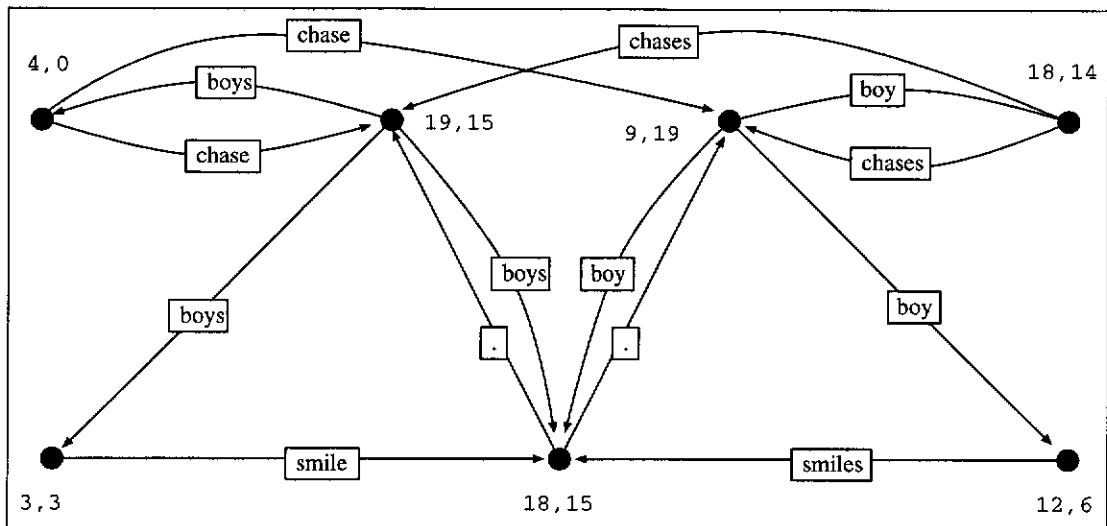 chase
chases
4,0
18,14
boys
boy
19,15
9,19
chase
chases
boys
boy
boys
boy
.
.
smile
smiles
3,3
18,15
12,6